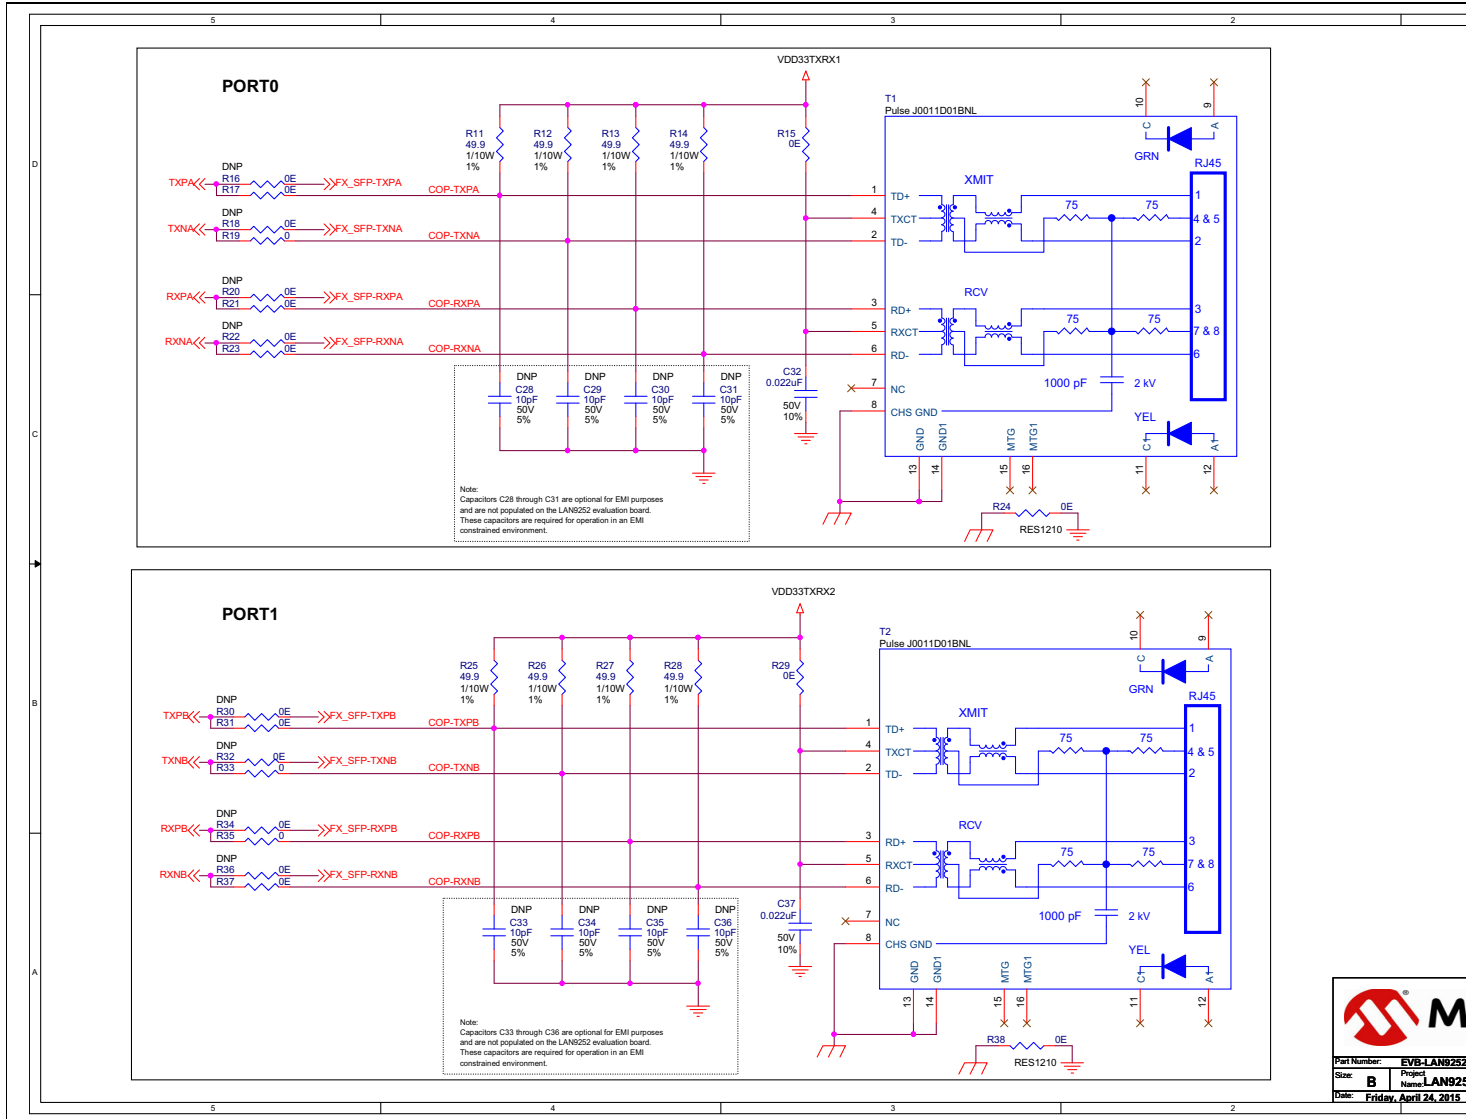 5 4 3 2
D
C
B
A
PORT0
VDD33TXRX1
R11
49.9
1/10W
1%
R12
49.9
1/10W
1%
R13
49.9
1/10W
1%
R14
49.9
1/10W
1%
R15
0E
T1
Pulse J0011D01BNL
10
9
C
A
GRN
RJ45
DNP
TXPA
R16
0E
FX_SFP-TXPA
R17
0E
COP-TXPA
DNP
TXNA
R18
0E
FX_SFP-TXNA
R19
0
COP-TXNA
DNP
RXPA
R20
0E
FX_SFP-RXPA
R21
0E
COP-RXPA
DNP
RXNA
R22
0E
FX_SFP-RXNA
R23
0E
COP-RXNA
1
TD+
4
TXCT
2
TD-
3
RD+
5
RXCT
6
RD-
7
NC
8
CHS GND
XMIT
75
75
1
4 & 5
2
RCV
75
75
3
7 & 8
6
1000 pF
2 kV
YEL
C1
A1
11
12
GND
GND1
MTG
MTG1
13
14
15
16
DNP
C28
10pF
50V
5%
DNP
C29
10pF
50V
5%
DNP
C30
10pF
50V
5%
DNP
C31
10pF
50V
5%
C32
0.022uF
50V
10%
Note:
Capacitors C28 through C31 are optional for EMI purposes
and are not populated on the LAN9252 evaluation board.
These capacitors are required for operation in an EMI
constrained environment.
R24
0E
RES1210
PORT1
VDD33TXRX2
R25
49.9
1/10W
1%
R26
49.9
1/10W
1%
R27
49.9
1/10W
1%
R28
49.9
1/10W
1%
R29
0E
T2
Pulse J0011D01BNL
10
9
C
A
GRN
RJ45
DNP
TXPB
R30
0E
FX_SFP-TXPB
R31
0E
COP-TXPB
DNP
TXNB
R32
0E
FX_SFP-TXNB
R33
0
COP-TXNB
DNP
RXPB
R34
0E
FX_SFP-RXPB
R35
0
COP-RXPB
DNP
RXNB
R36
0E
FX_SFP-RXNB
R37
0E
COP-RXNB
1
TD+
4
TXCT
2
TD-
3
RD+
5
RXCT
6
RD-
7
NC
8
CHS GND
XMIT
75
75
1
4 & 5
2
RCV
75
75
3
7 & 8
6
1000 pF
2 kV
YEL
C1
A1
11
12
GND
GND1
MTG
MTG1
13
14
15
16
DNP
C33
10pF
50V
5%
DNP
C34
10pF
50V
5%
DNP
C35
10pF
50V
5%
DNP
C36
10pF
50V
5%
C37
0.022uF
50V
10%
Note:
Capacitors C33 through C36 are optional for EMI purposes
and are not populated on the LAN9252 evaluation board.
These capacitors are required for operation in an EMI
constrained environment.
R38
0E
RES1210
® M
Part Number: EVB-LAN9252
Size: B
Project Name: LAN925
Date: Friday, April 24, 2015
5 4 3 2